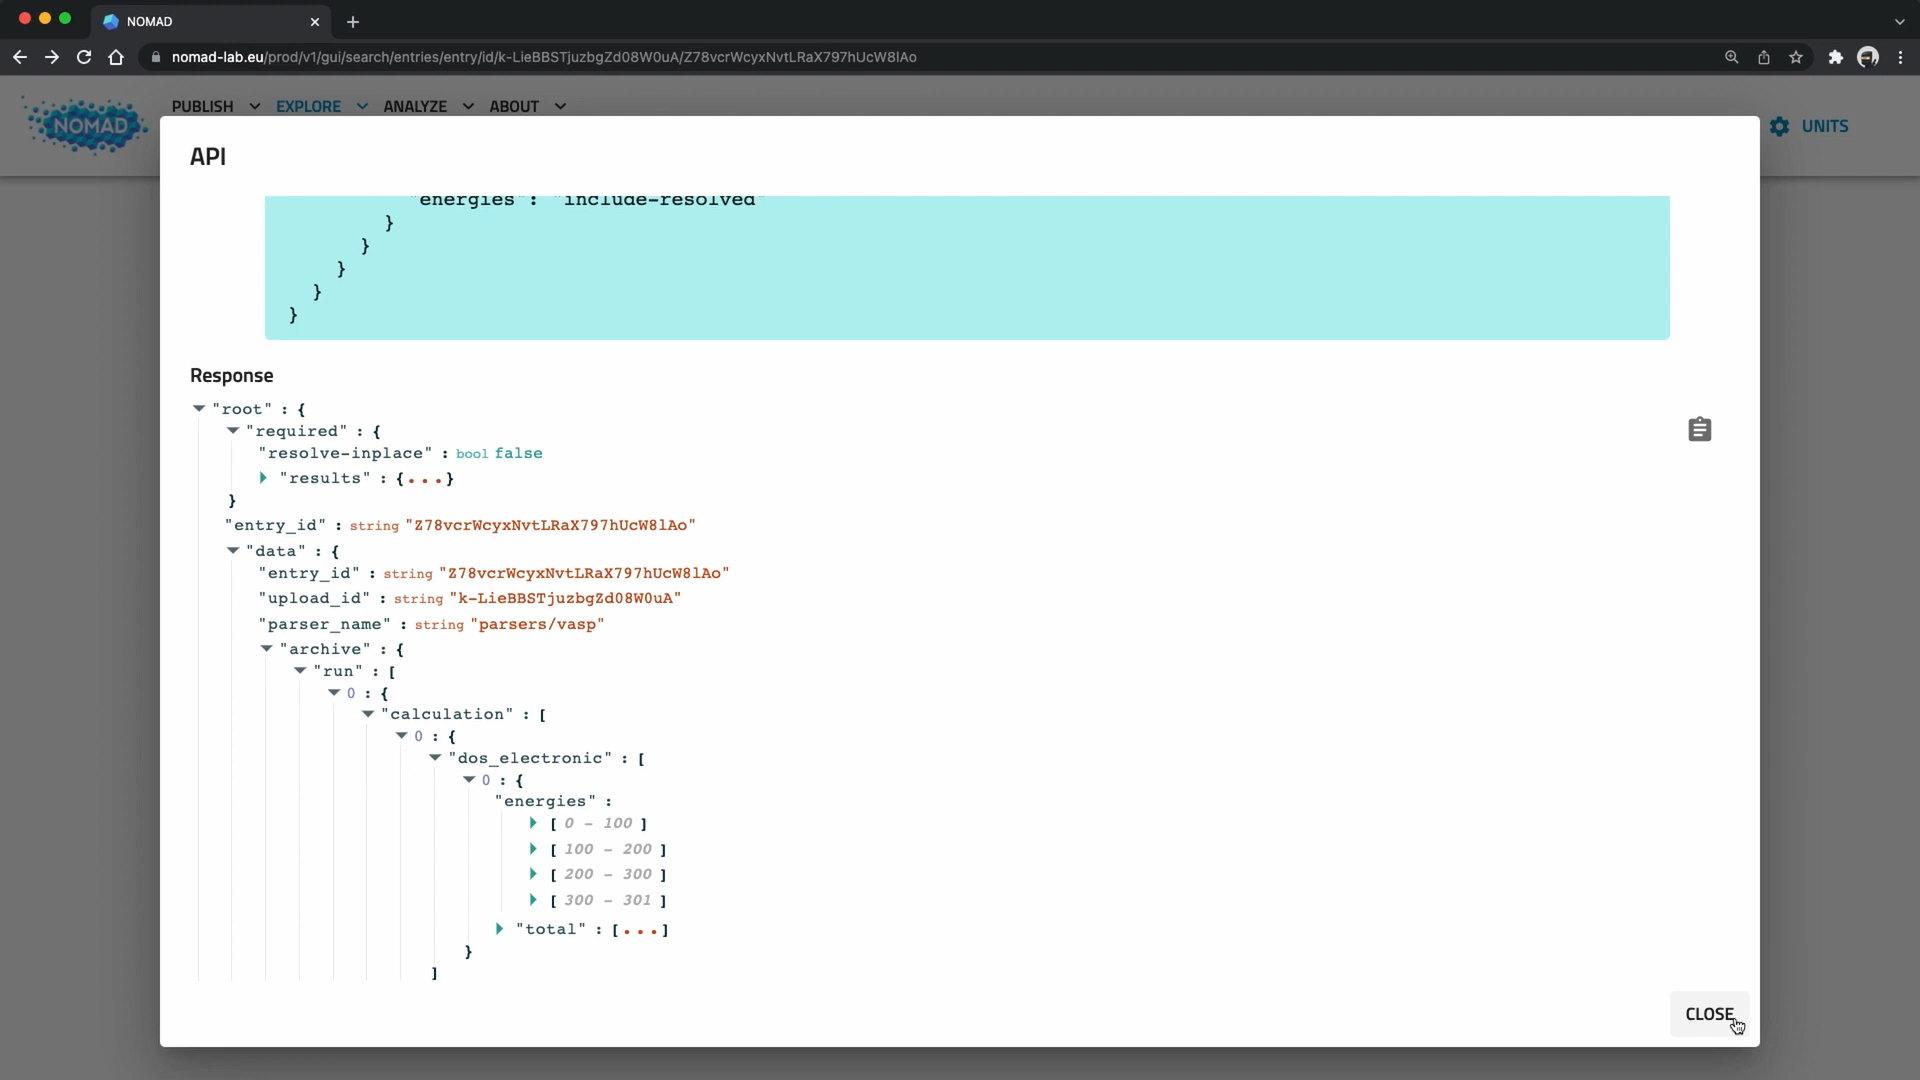 NOMAD
nomad-lab.eu/prod/v1/gui/search/entries/entry/id/k-LieBBSTjuzbgZd08W0uA/Z78vcrWcyxNvtLRaX797hUcW8lAo
NOMAD
PUBLISH EXPLORE ANALYZE ABOUT
UNITS
API
"energies": "include-resolved"
}
}
}
}
}
Response
"root" : {
"required" : {
"resolve-inplace" : bool false
"results" : {...}
}
"entry_id" : string "Z78vcrWcyxNvtLRaX797hUcW8lAo"
"data" : {
"entry_id" : string "Z78vcrWcyxNvtLRaX797hUcW8lAo"
"upload_id" : string "k-LieBBSTjuzbgZd08W0uA"
"parser_name" : string "parsers/vasp"
"archive" : {
"run" : [
0 : {
"calculation" : [
0 : {
"dos_electronic" : [
0 : {
"energies" :
[ 0 - 100 ]
[ 100 - 200 ]
[ 200 - 300 ]
[ 300 - 301 ]
"total" : [...]
}
]
CLOSE